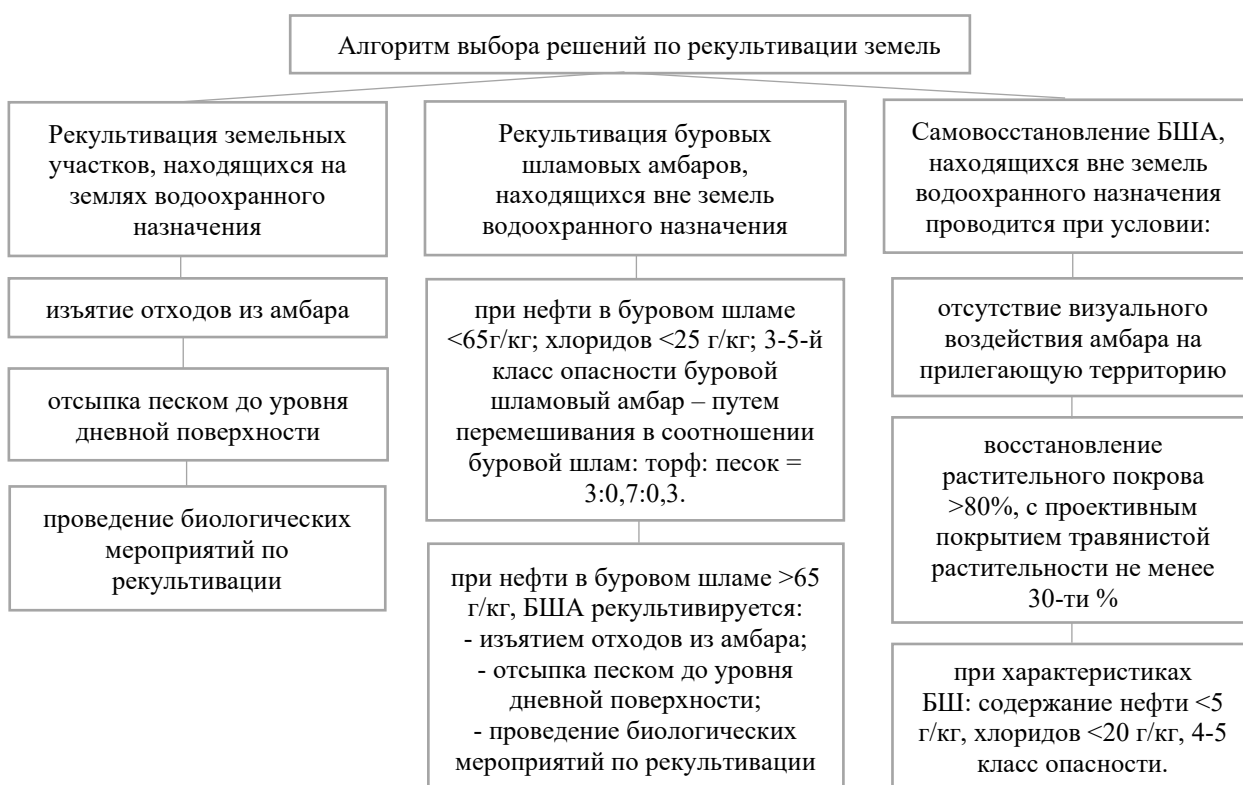 Алгоритм выбора решений по рекультивации земель
Рекультивация земельных
участков, находящихся на
землях водоохранного
назначения
изъятие отходов из амбара
отсыпка песком до уровня
дневной поверхности
проведение биологических
мероприятий по
рекультивации
Рекультивация буровых
шламовых амбаров,
находящихся вне земель
водоохранного назначения
при нефти в буровом шламе
<65г/кг; хлоридов <25 г/кг; 3-5-й
класс опасности буровой
шламовый амбар – путем
перемешивания в соотношении
буровой шлам: торф: песок =
3:0,7:0,3.
при нефти в буровом шламе >65
г/кг, БША рекультивируется:
- изъятием отходов из амбара;
- отсыпка песком до уровня
дневной поверхности;
- проведение биологических
мероприятий по рекультивации
Самовосстановление БША,
находящихся вне земель
водоохранного назначения
проводится при условии:
отсутствие визуального
воздействия амбара на
прилегающую территорию
восстановление
растительного покрова
>80%, с проективным
покрытием травянистой
растительности не менее
30-ти %
при характеристиках
БШ: содержание нефти <5
г/кг, хлоридов <20 г/кг, 4-5
класс опасности.